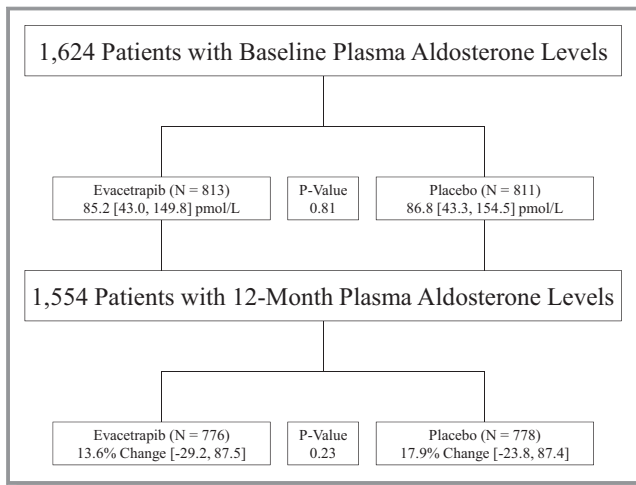 1,624 Patients with Baseline Plasma Aldosterone Levels
Evacetrapib (N = 813)
85.2 [43.0, 149.8] pmol/L
P-Value
0.81
Placebo (N = 811)
86.8 [43.3, 154.5] pmol/L
1,554 Patients with 12-Month Plasma Aldosterone Levels
Evacetrapib (N = 776)
13.6% Change [-29.2, 87.5]
P-Value
0.23
Placebo (N = 778)
17.9% Change [-23.8, 87.4]